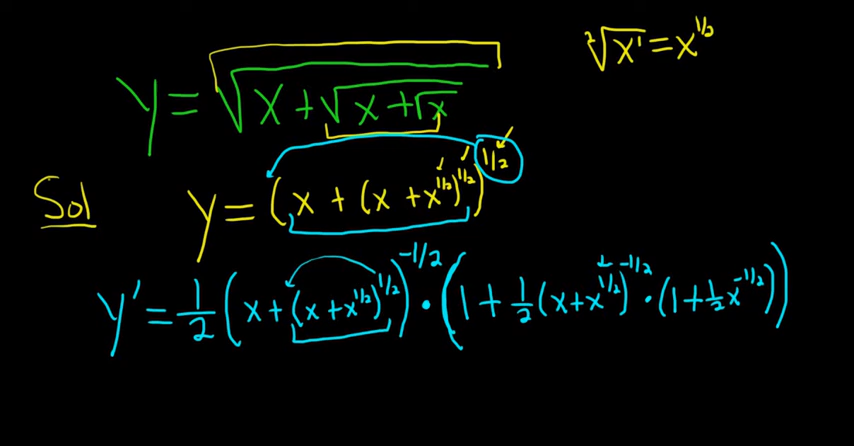 y = √(x + √(x + √x))
²√x¹ = x^(1/2)
Sol
y = (x + (x + x^(1/2))^(1/2))^(1/2)
y' = 1/2 (x + (x + x^(1/2))^(1/2))^(-1/2) · (1 + 1/2 (x + x^(1/2))^(-1/2) · (1 + 1/2 x^(-1/2)))